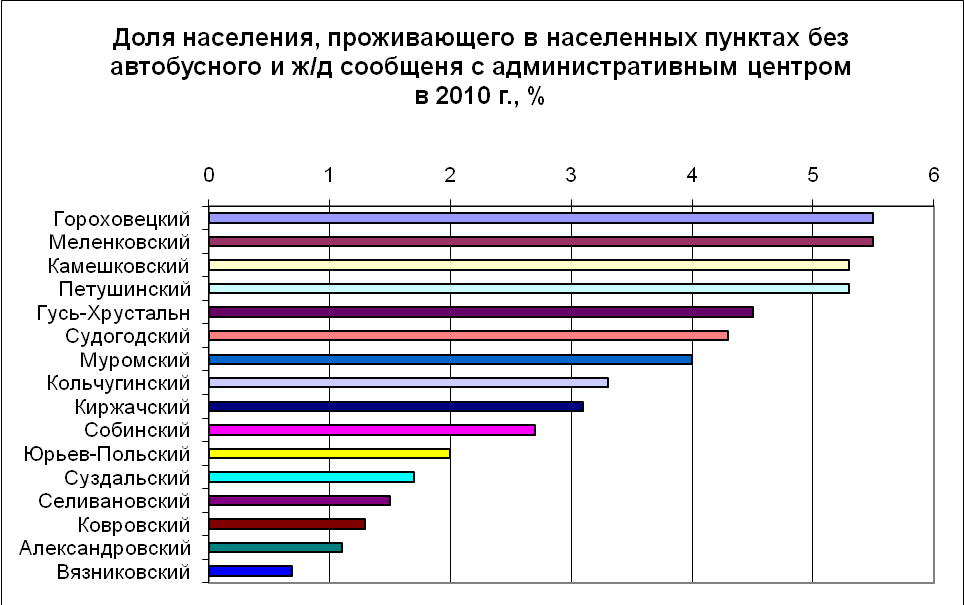 Доля населения, проживающего в населенных пунктах без
автобусного и ж/д сообщеня с административным центром
в 2010 г., %
0 1 2 3 4 5 6
Гороховецкий
Меленковский
Камешковский
Петушинский
Гусь-Хрустальн
Судогодский
Муромский
Кольчугинский
Киржачский
Собинский
Юрьев-Польский
Суздальский
Селивановский
Ковровский
Александровский
Вязниковский